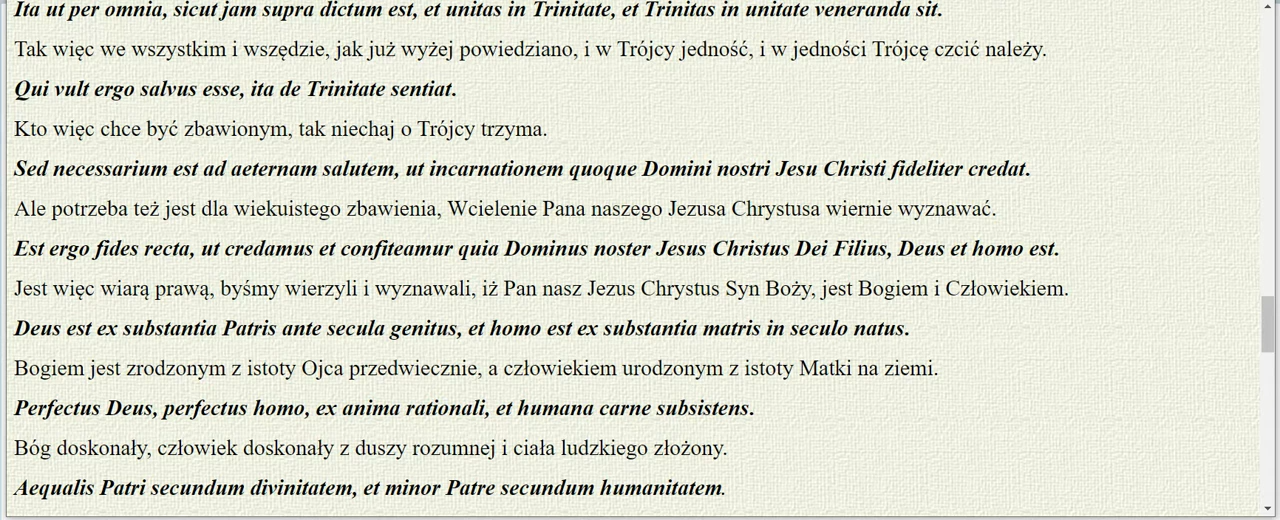 Ita ut per omnia, sicut jam supra dictum est, et unitas in Trinitate, et Trinitas in unitate veneranda sit.
Tak więc we wszystkim i wszędzie, jak już wyżej powiedziano, i w Trójcy jedność, i w jedności Trójcę czcić należy.
Qui vult ergo salvus esse, ita de Trinitate sentiat.
Kto więc chce być zbawionym, tak niechaj o Trójcy trzyma.
Sed necessarium est ad aeternam salutem, ut incarnationem quoque Domini nostri Jesu Christi fideliter credat.
Ale potrzeba też jest dla wiekuistego zbawienia, Wcielenie Pana naszego Jezusa Chrystusa wiernie wyznawać.
Est ergo fides recta, ut credamus et confiteamur quia Dominus noster Jesus Christus Dei Filius, Deus et homo est.
Jest więc wiarą prawą, byśmy wierzyli i wyznawali, iż Pan nasz Jezus Chrystus Syn Boży, jest Bogiem i Człowiekiem.
Deus est ex substantia Patris ante secula genitus, et homo est ex substantia matris in seculo natus.
Bogiem jest zrodzonym z istoty Ojca przedwiecznie, a człowiekiem urodzonym z istoty Matki na ziemi.
Perfectus Deus, perfectus homo, ex anima rationali, et humana carne subsistens.
Bóg doskonały, człowiek doskonały z duszy rozumnej i ciała ludzkiego złożony.
Aequalis Patri secundum divinitatem, et minor Patre secundum humanitatem.